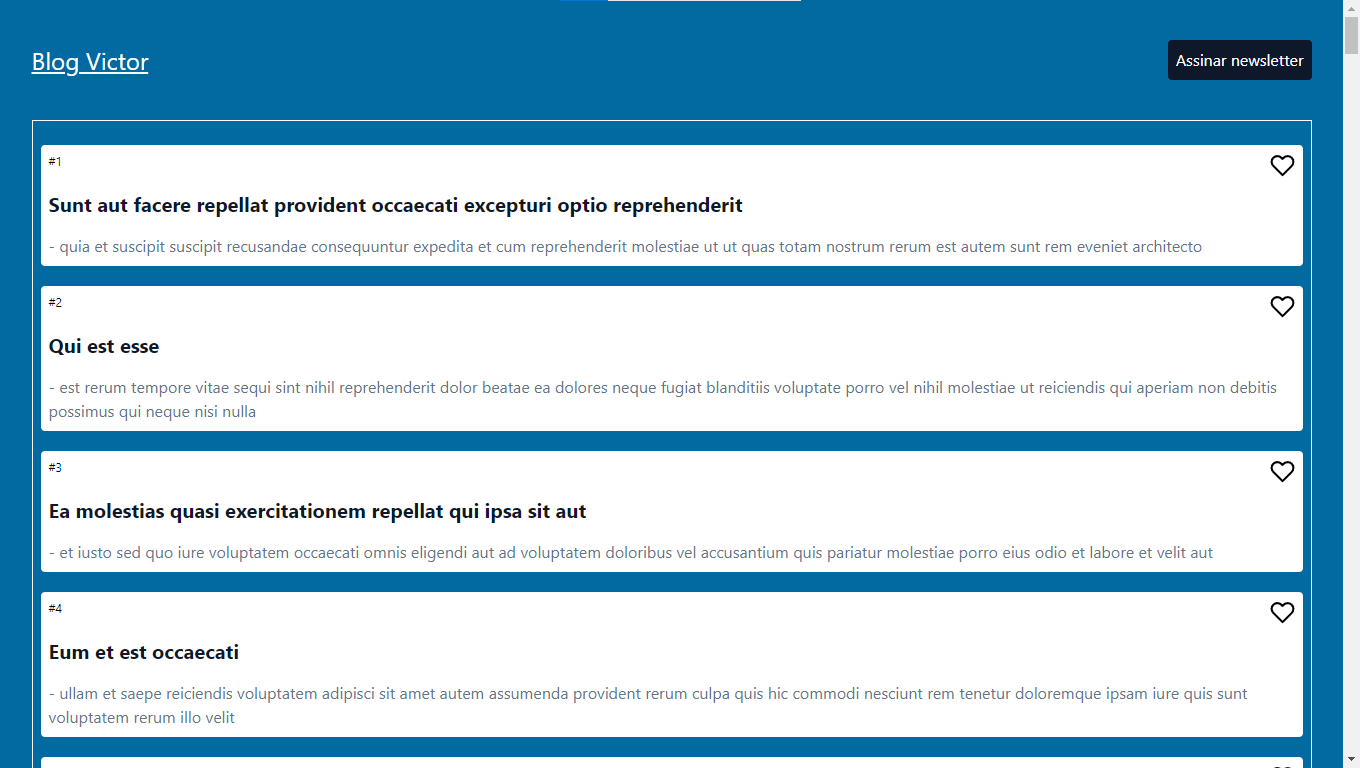 Blog Victor
Assinar newsletter
#1
Sunt aut facere repellat provident occaecati excepturi optio reprehenderit
- quia et suscipit suscipit recusandae consequuntur expedita et cum reprehenderit molestiae ut ut quas totam nostrum rerum est autem sunt rem eveniet architecto
#2
Qui est esse
- est rerum tempore vitae sequi sint nihil reprehenderit dolor beatae ea dolores neque fugiat blanditiis voluptate porro vel nihil molestiae ut reiciendis qui aperiam non debitis
possimus qui neque nisi nulla
#3
Ea molestias quasi exercitationem repellat qui ipsa sit aut
- et iusto sed quo iure voluptatem occaecati omnis eligendi aut ad voluptatem doloribus vel accusantium quis pariatur molestiae porro eius odio et labore et velit aut
#4
Eum et est occaecati
- ullam et saepe reiciendis voluptatem adipisci sit amet autem assumenda provident rerum culpa quis hic commodi nesciunt rem tenetur doloremque ipsam iure quis sunt
voluptatem rerum illo velit